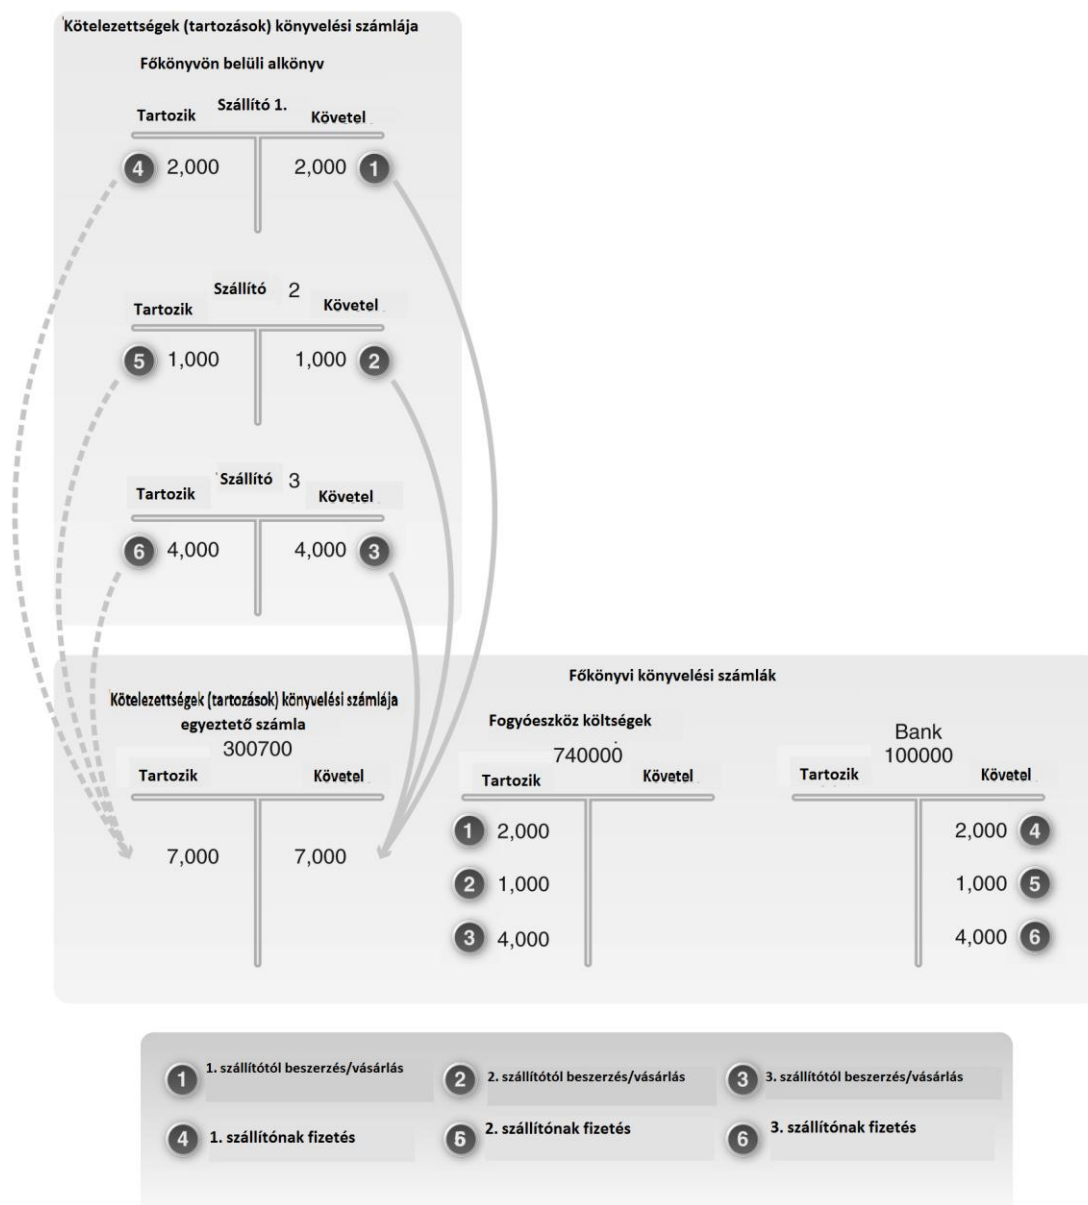 Kötelezettségek (tartozások) könyvelési számlája
Főkönyvön belüli alkönyv
Szállító 1.
Tartozik Követel
4 2,000 2,000 1
Szállító 2
Tartozik Követel
5 1,000 1,000 2
Szállító 3
Tartozik Követel
6 4,000 4,000 3
Főkönyvi könyvelési számlák
Kötelezettségek (tartozások) könyvelési számlája
egyeztető számla
300700
Tartozik Követel
7,000 7,000
Fogyóeszköz költségek
740000
Tartozik Követel
1 2,000
2 1,000
3 4,000
Bank
100000
Tartozik Követel
2,000 4
1,000 5
4,000 6
1 1. szállítótól beszerzés/vásárlás
2 2. szállítótól beszerzés/vásárlás
3 3. szállítótól beszerzés/vásárlás
4 1. szállítónak fizetés
5 2. szállítónak fizetés
6 3. szállítónak fizetés